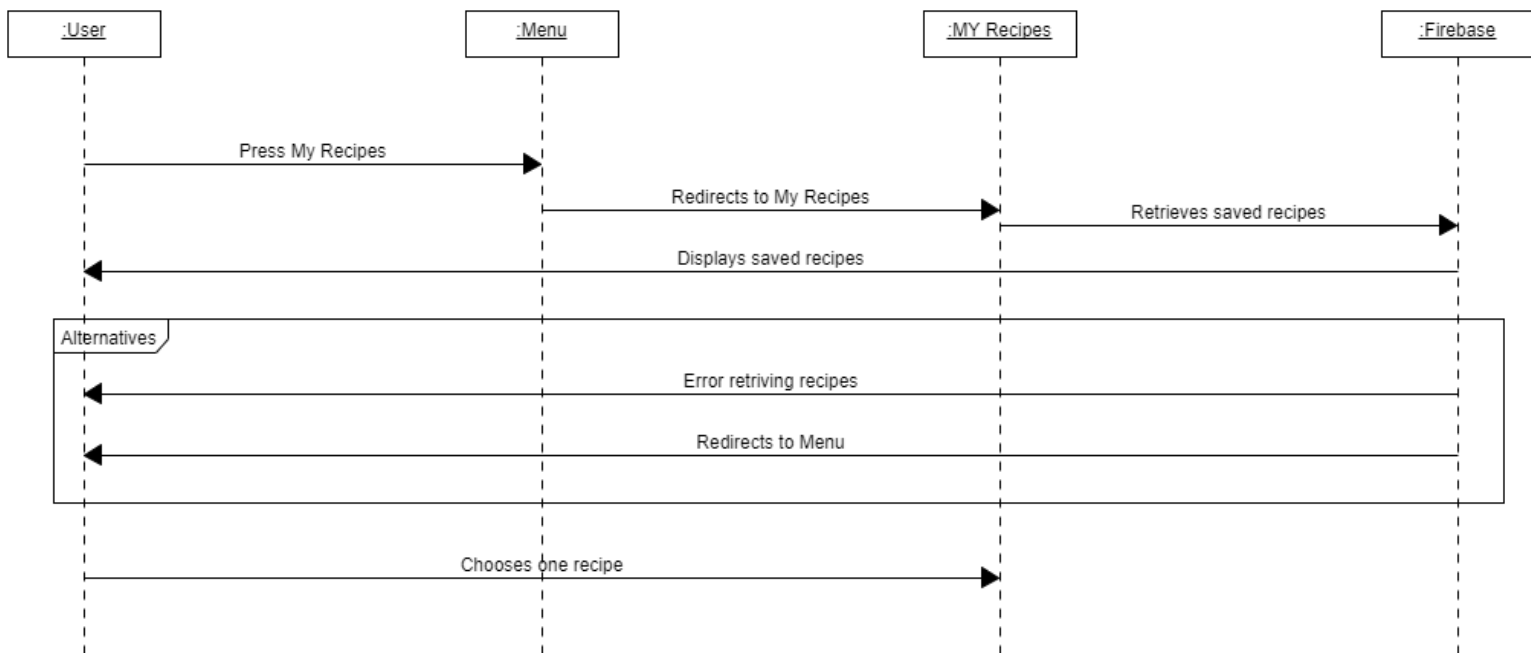 :User
:Menu
:MY Recipes
:Firebase
Press My Recipes
Redirects to My Recipes
Retrieves saved recipes
Displays saved recipes
Alternatives
Error retriving recipes
Redirects to Menu
Chooses one recipe